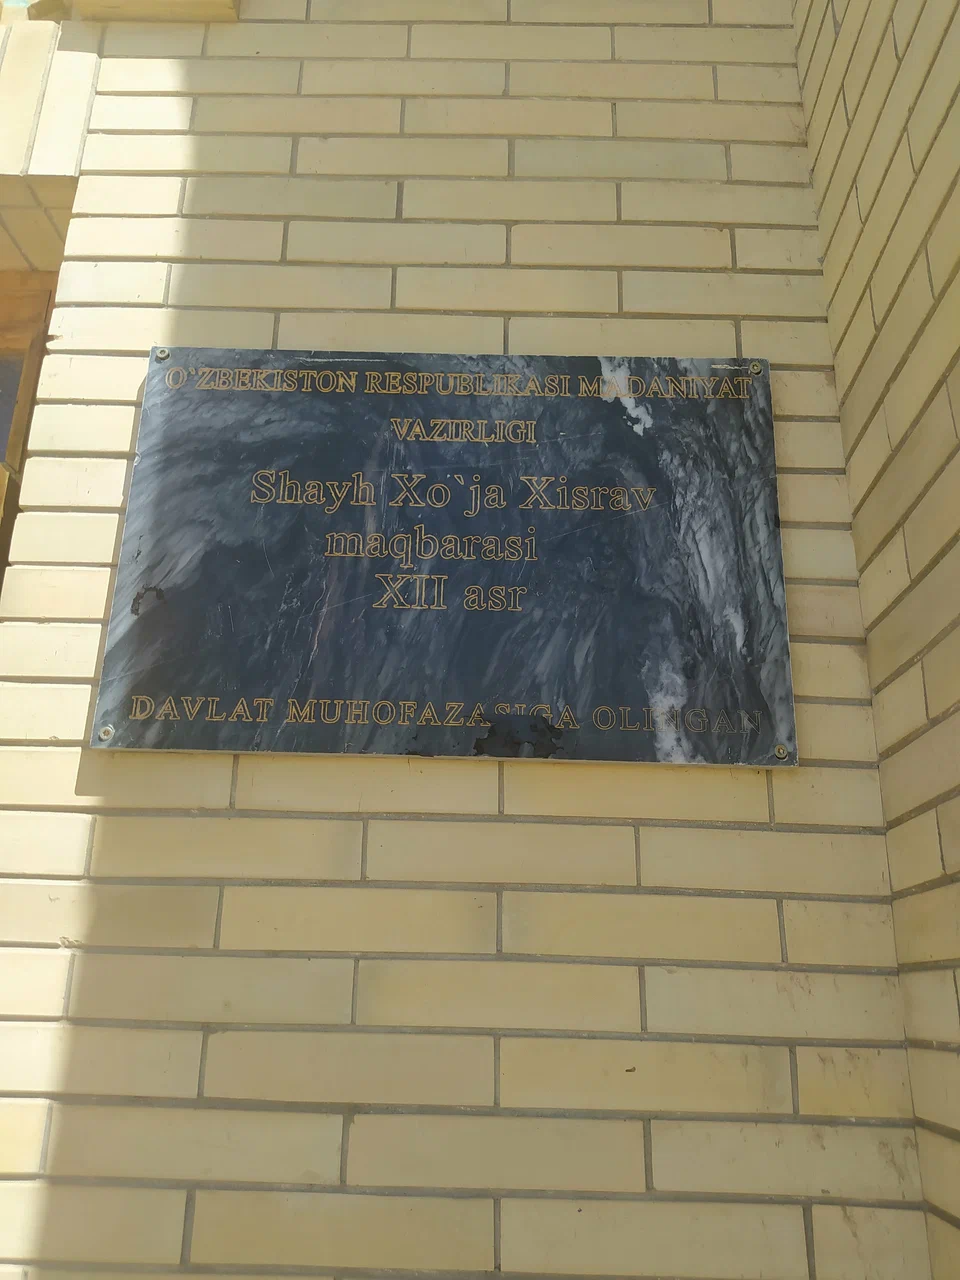 O`ZBEKISTON RESPUBLIKASI MADANIYAT
VAZIRLIGI
Shayh Xo`ja Xisrav
maqbarasi
XII asr
DAVLAT MUHOFAZASIGA OLINGAN